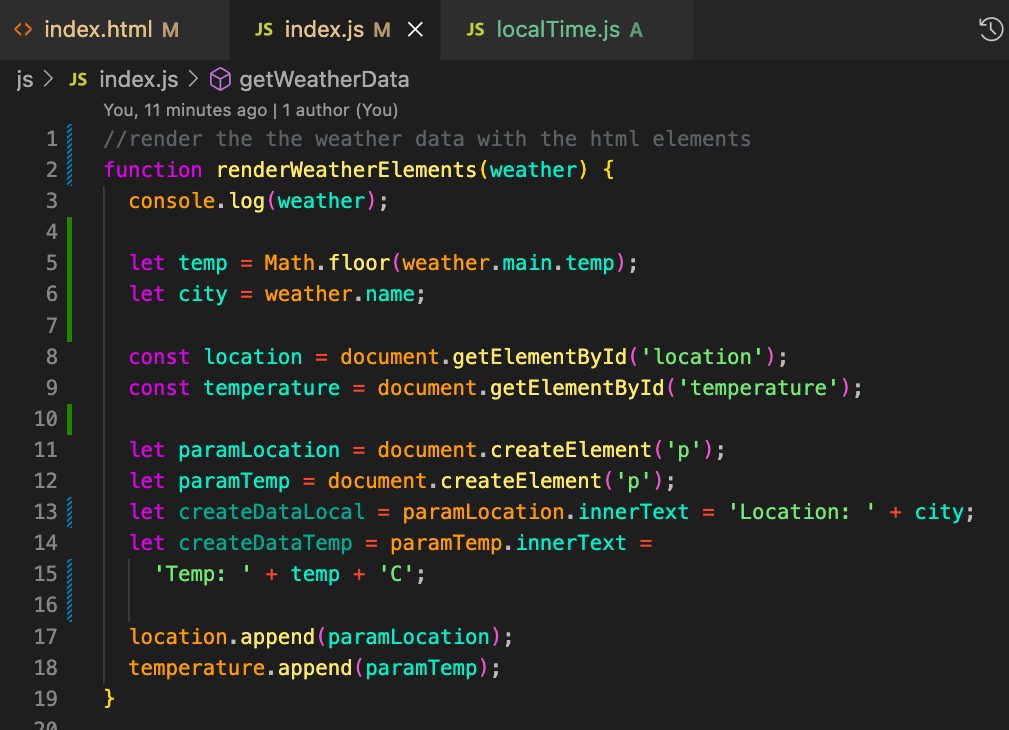 <> index.html M JS index.js M × JS localTime.js A
js > JS index.js > getWeatherData
You, 11 minutes ago | 1 author (You)
1 //render the the weather data with the html elements
2 function renderWeatherElements(weather) {
3 console.log(weather);
4
5 let temp = Math.floor(weather.main.temp);
6 let city = weather.name;
7
8 const location = document.getElementById('location');
9 const temperature = document.getElementById('temperature');
10
11 let paramLocation = document.createElement('p');
12 let paramTemp = document.createElement('p');
13 let createDataLocal = paramLocation.innerText = 'Location: ' + city;
14 let createDataTemp = paramTemp.innerText =
15 'Temp: ' + temp + 'C';
16
17 location.append(paramLocation);
18 temperature.append(paramTemp);
19 }
20